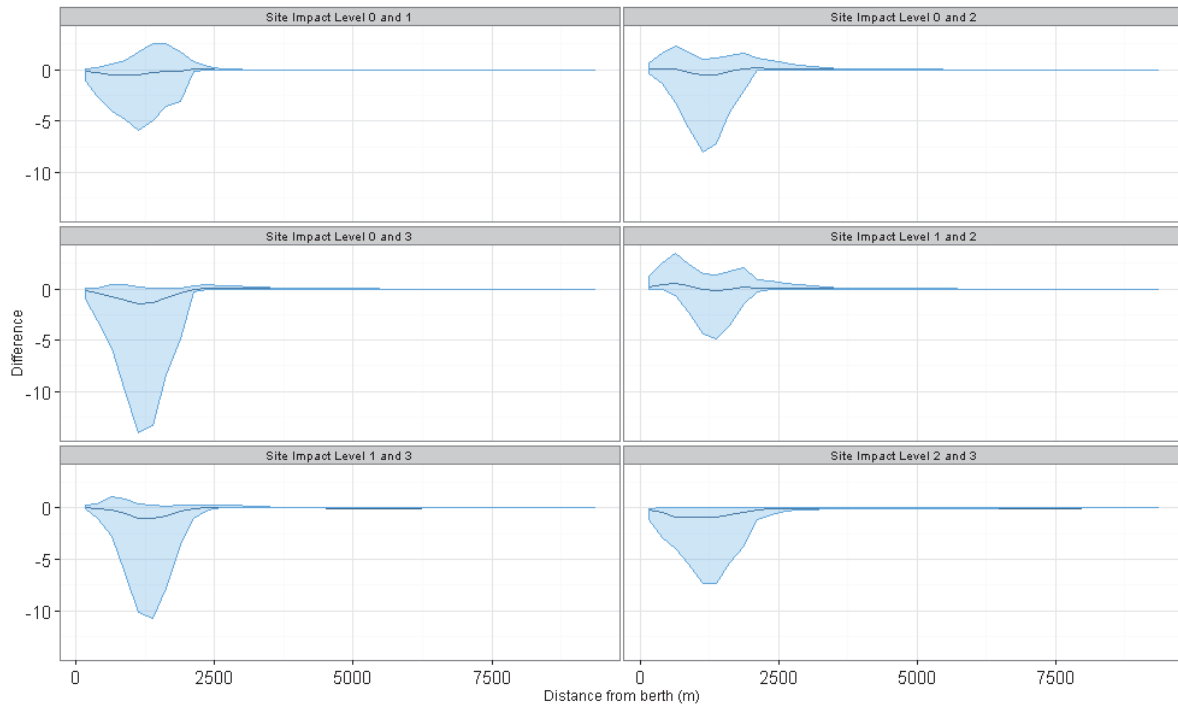 Site Impact Level 0 and 1
Site Impact Level 0 and 2
0
-5
-10
Site Impact Level 0 and 3
Site Impact Level 1 and 2
0
-5
-10
Difference
Site Impact Level 1 and 3
Site Impact Level 2 and 3
0
-5
-10
0 2500 5000 7500 0 2500 5000 7500
Distance from berth (m)